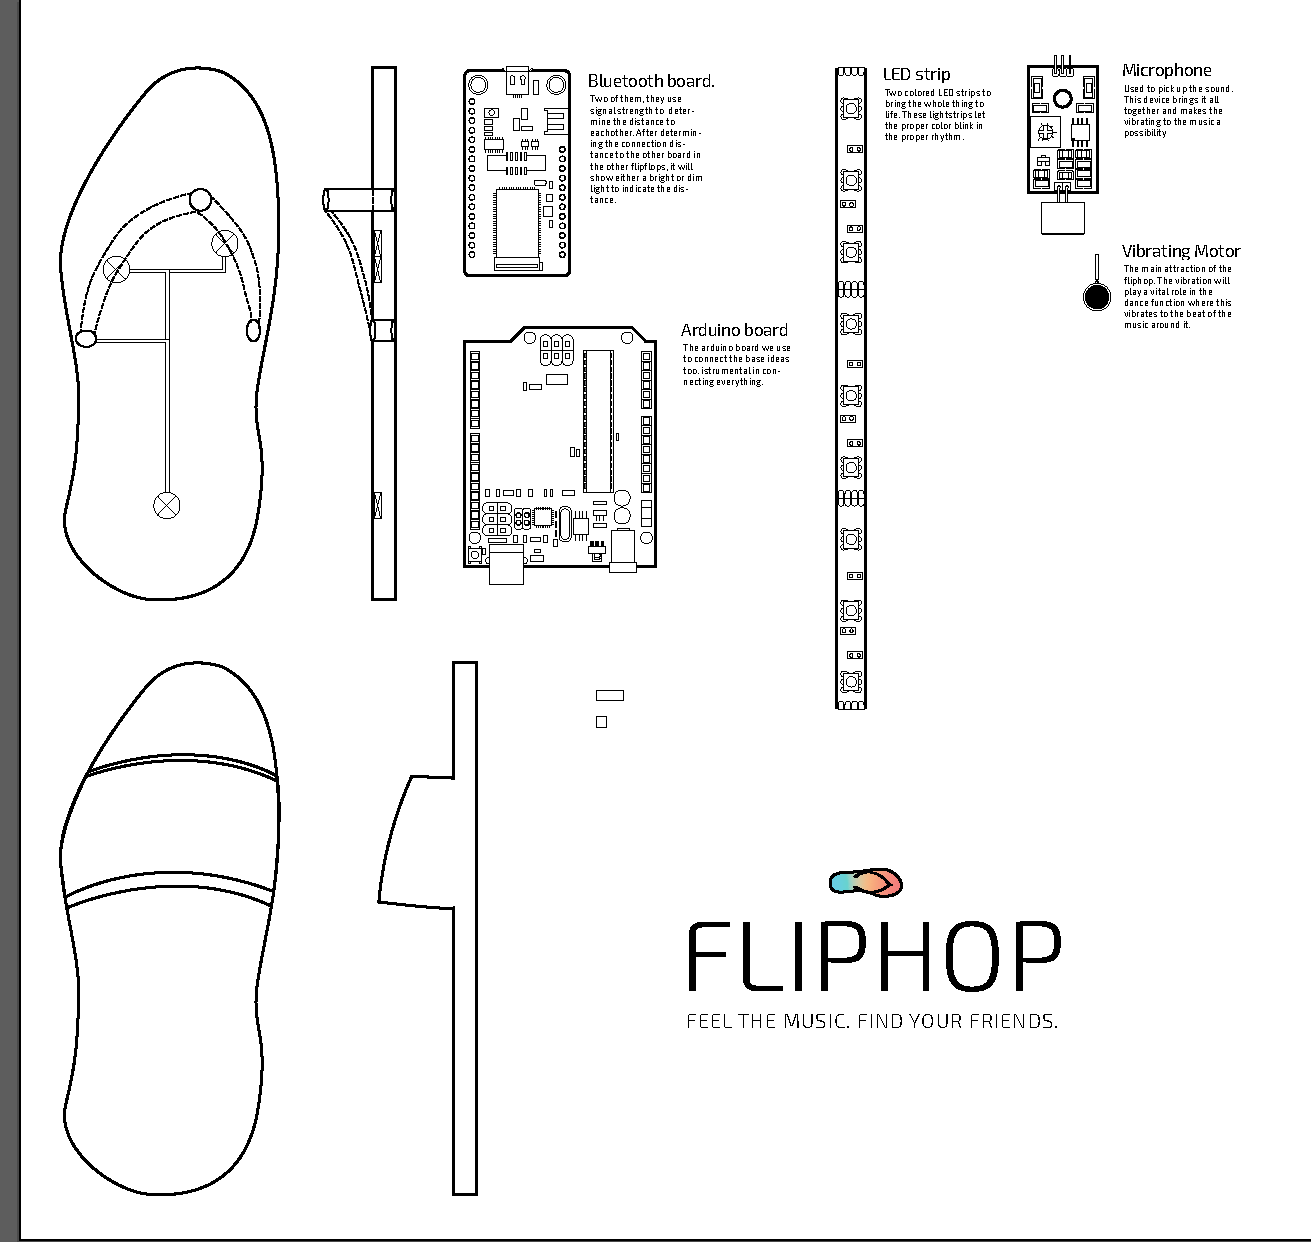 Bluetooth board.
Two of them, they use
signal strength to deter-
mine the distance to
eachother. After determin-
ing the connection dis-
tance to the other board in
the other flipflops, it will
show either a bright or dim
light to indicate the dis-
tance.
Arduino board
The arduino board we use
to connect the base ideas
too. istrumental in con-
necting everything.
LED strip
Two colored LED strips to
bring the whole thing to
life. These lightstrips let
the proper color blink in
the proper rhythm.
Microphone
Used to pick up the sound.
This device brings it all
together and makes the
vibrating to the music a
possibility
Vibrating Motor
The main attraction of the
fliphop. The vibration will
play a vital role in the
dance function where this
vibrates to the beat of the
music around it.
FLIPHOP
FEEL THE MUSIC. FIND YOUR FRIENDS.